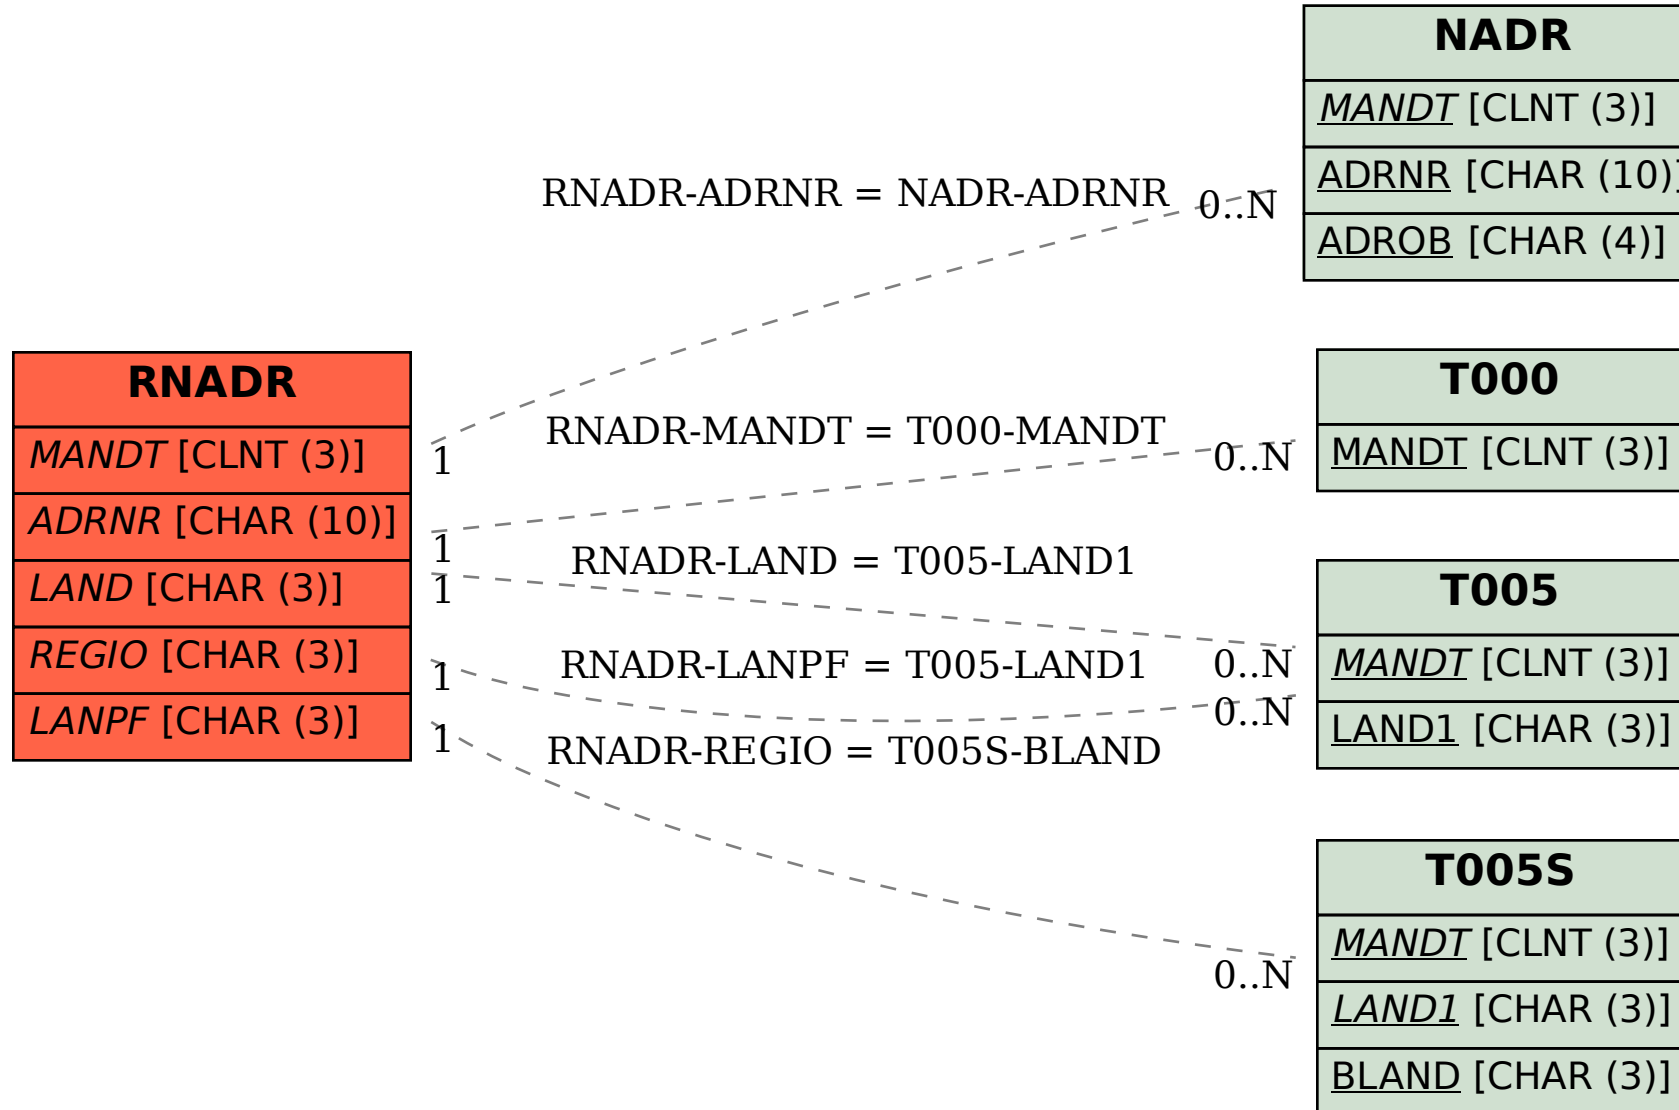 NADR
MANDT [CLNT (3)]
ADRNR [CHAR (10)]
ADROB [CHAR (4)]
RNADR-ADRNR = NADR-ADRNR
0..N
RNADR
MANDT [CLNT (3)]
ADRNR [CHAR (10)]
LAND [CHAR (3)]
REGIO [CHAR (3)]
LANPF [CHAR (3)]
1
1
1
1
1
RNADR-MANDT = T000-MANDT
0..N
T000
MANDT [CLNT (3)]
RNADR-LAND = T005-LAND1
0..N
RNADR-LANPF = T005-LAND1
0..N
T005
MANDT [CLNT (3)]
LAND1 [CHAR (3)]
RNADR-REGIO = T005S-BLAND
0..N
T005S
MANDT [CLNT (3)]
LAND1 [CHAR (3)]
BLAND [CHAR (3)]